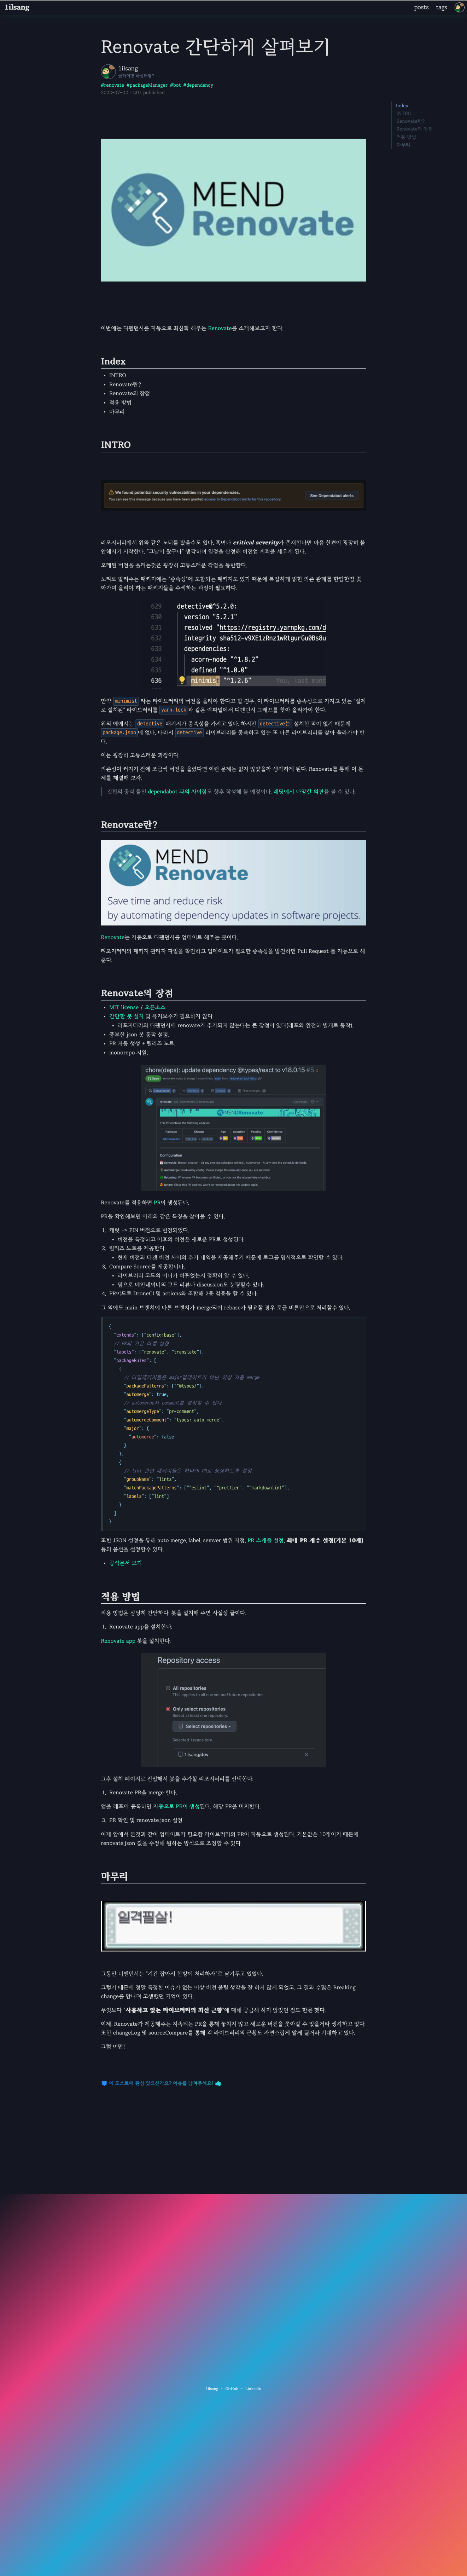 1ilsang
posts
tags
Renovate 간단하게 살펴보기
1ilsang
#renovate #packageManager #bot #dependency
published
Index
INTRO
Renovate란?
Renovate의 장점
적용 방법
마무리
MEND
Renovate
이번에는 디펜던시를 자동으로 최신화 해주는 Renovate를 소개해보고자 한다.
Index
INTRO
Renovate란?
Renovate의 장점
적용 방법
마무리
INTRO
We found potential security vulnerabilities in your dependencies.
You can see this message because you have been granted access to Dependabot alerts for this repository.
See Dependabot alerts
리포지터리에서 위와 같은 노티를 봤을수도 있다. 혹여나 critical severity가 존재한다면 마음 한켠이 굉장히 불
안해지기 시작한다. "그날이 왔구나" 생각하며 일정을 산정해 버전업 계획을 세우게 된다.
오래된 버전을 올리는것은 굉장히 고통스러운 작업을 동반한다.
노티로 알려주는 패키지에는 "종속성"에 포함되는 패키지도 있기 때문에 복잡하게 얽힌 의존 관계를 한땀한땀 쫓
아가며 올려야 하는 패키지들을 수색하는 과정이 필요하다.
629 detective@^5.2.0:
630 version "5.2.1"
631 resolved "https://registry.yarnpkg.com/d
632 integrity sha512-v9XE1zRnz1wRtgurGu0Bs8u
633 dependencies:
634 acorn-node "^1.8.2"
635 defined "^1.0.0"
636 minimist "^1.2.6" You, last mont
만약 minimist 라는 라이브러리의 버전을 올려야 한다고 할 경우, 이 라이브러리를 종속성으로 가지고 있는 "실제
로 설치된" 라이브러리를 yarn.lock과 같은 락파일에서 디펜던시 그래프를 찾아 올라가야 한다.
위의 예에서는 detective 패키지가 종속성을 가지고 있다. 하지만 detective는 설치한 적이 없기 때문에
package.json에 없다. 따라서 detective 라이브러리를 종속하고 있는 또 다른 라이브러리를 찾아 올라가야 한
다.
이는 굉장히 고통스러운 과정이다.
의존성이 커지기 전에 조금씩 버전을 올렸다면 이런 문제는 없지 않았을까 생각하게 된다. Renovate를 통해 이 문
제를 해결해 보자.
깃헙의 공식 툴인 dependabot 과의 차이점도 향후 작성해 볼 예정이다. 레딧에서 다양한 의견을 볼 수 있다.
Renovate란?
MEND
Renovate
Save time and reduce risk
by automating dependency updates in software projects.
Renovate는 자동으로 디펜던시를 업데이트 해주는 봇이다.
리포지터리의 패키지 관리자 파일을 확인하고 업데이트가 필요한 종속성을 발견하면 Pull Request 를 자동으로 해
준다.
Renovate의 장점
MIT license / 오픈소스
간단한 봇 설치 및 유지보수가 필요하지 않다.
리포지터리의 디펜던시에 renovate가 추가되지 않는다는 큰 장점이 있다(레포와 완전히 별개로 동작).
풍부한 json 봇 동작 설정.
PR 자동 생성 + 릴리즈 노트.
monorepo 지원.
chore(deps): update dependency @types/react to v18.0.15 #5
MEND Renovate
This PR contains the following updates:
Package Change Age Adoption Passing Confidence
Configuration
Renovate를 적용하면 PR이 생성된다.
PR을 확인해보면 아래와 같은 특징을 찾아볼 수 있다.
1. 캐럿 -> PIN 버전으로 변경되었다.
버전을 특정하고 이후의 버전은 새로운 PR로 생성된다.
2. 릴리즈 노트를 제공한다.
현재 버전과 타겟 버전 사이의 추가 내역을 제공해주기 때문에 로그를 명시적으로 확인할 수 있다.
3. Compare Source를 제공합니다.
라이브러리 코드의 어디가 바뀌었는지 정확히 알 수 있다.
덤으로 메인테이너의 코드 리뷰나 discussion도 눈팅할수 있다.
4. PR이므로 DroneCI 및 actions와 조합해 2중 검증을 할 수 있다.
그 외에도 main 브랜치에 다른 브랜치가 merge되어 rebase가 필요할 경우 토글 버튼만으로 처리할수 있다.
{
"extends": ["config:base"],
// PR의 기본 라벨 설정
"labels": ["renovate", "translate"],
"packageRules": [
{
// 타입패키지들은 major업데이트가 아닌 이상 자동 merge
"packagePatterns": ["^@types/"],
"automerge": true,
// automerge시 comment를 설정할 수 있다.
"automergeType": "pr-comment",
"automergeComment": "types: auto merge",
"major": {
"automerge": false
}
},
{
// lint 관련 패키지들은 하나의 PR로 생성하도록 설정
"groupName": "lints",
"matchPackagePatterns": ["^eslint", "^prettier", "^markdownlint"],
"labels": ["lint"]
}
]
}
또한 JSON 설정을 통해 auto merge, label, semver 범위 지정, PR 스케줄 설정, 최대 PR 개수 설정(기본 10개)
등의 옵션을 설정할수 있다.
공식문서 보기
적용 방법
적용 방법은 상당히 간단하다. 봇을 설치해 주면 사실상 끝이다.
1. Renovate app을 설치한다.
Renovate app 봇을 설치한다.
Repository access
All repositories
This applies to all current and future repositories.
Only select repositories
Select at least one repository.
Select repositories
Selected 1 repository.
1ilsang/dev
그후 설치 페이지로 진입해서 봇을 추가할 리포지터리를 선택한다.
1. Renovate PR을 merge 한다.
앱을 레포에 등록하면 자동으로 PR이 생성된다. 해당 PR을 머지한다.
3. PR 확인 및 renovate.json 설정
이제 앞에서 본것과 같이 업데이트가 필요한 라이브러리의 PR이 자동으로 생성된다. 기본값은 10개이기 때문에
renovate.json 값을 수정해 원하는 방식으로 조정할 수 있다.
마무리
일격필살!
그동안 디펜던시는 "기간 잡아서 한방에 처리하자"로 남겨두고 있었다.
그렇기 때문에 정말 특정한 이슈가 없는 이상 버전 올릴 생각을 잘 하지 않게 되었고, 그 결과 수많은 Breaking
change를 만나며 고생했던 기억이 있다.
무엇보다 "사용하고 있는 라이브러리의 최신 근황"에 대해 궁금해 하지 않았던 점도 한몫 했다.
이제, Renovate가 제공해주는 지속되는 PR을 통해 놓치지 않고 새로운 버전을 쫓아갈 수 있을거라 생각하고 있다.
또한 changeLog 및 sourceCompare를 통해 각 라이브러리의 근황도 자연스럽게 알게 될거라 기대하고 있다.
그럼 이만!
이 포스트에 관심 있으신가요? 이슈를 남겨주세요!
1ilsang - GitHub - LinkedIn